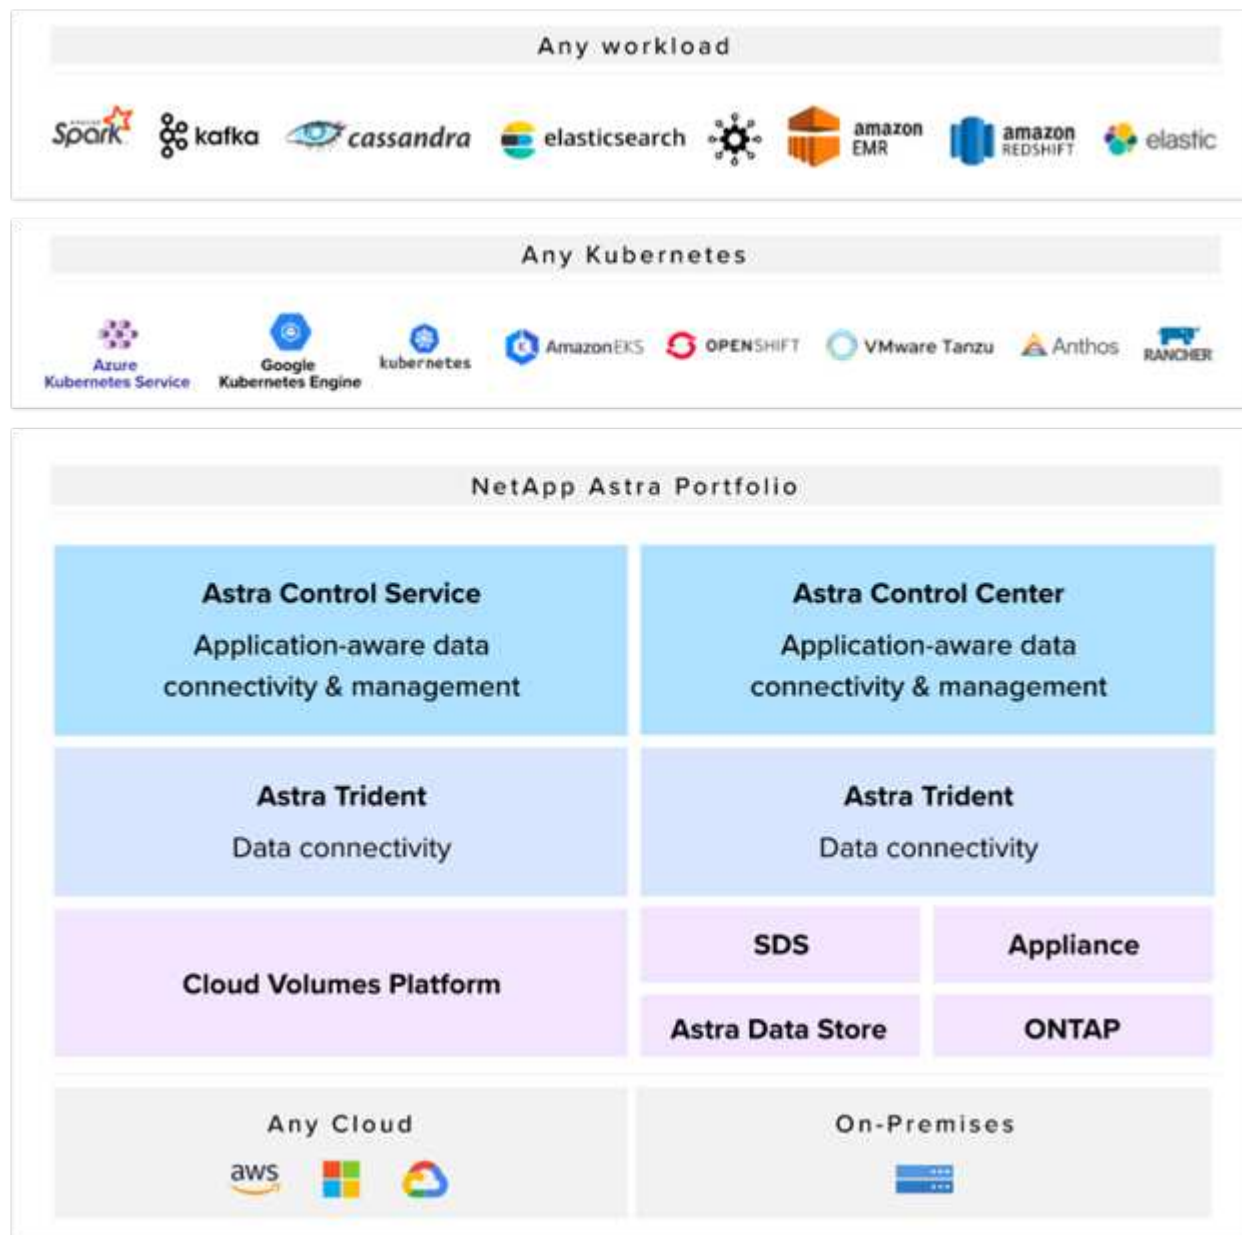 Any workload
APACHE
Spark
kafka
cassandra
elasticsearch
amazon
EMR
amazon
REDSHIFT
elastic
Any Kubernetes
Azure
Kubernetes Service
Google
Kubernetes Engine
kubernetes
AmazonEKS
OPENSHIFT
VMware Tanzu
Anthos
RANCHER
NetApp Astra Portfolio
Astra Control Service
Application-aware data
connectivity & management
Astra Control Center
Application-aware data
connectivity & management
Astra Trident
Data connectivity
Astra Trident
Data connectivity
Cloud Volumes Platform
SDS
Appliance
Astra Data Store
ONTAP
Any Cloud
aws
On-Premises